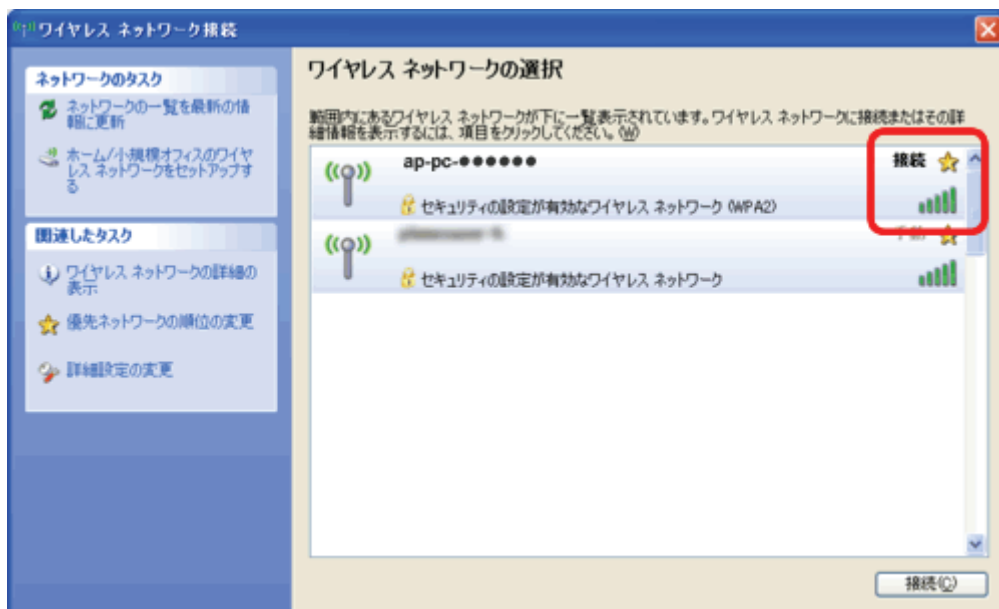 ワイヤレス ネットワーク接続
ネットワークのタスク
ネットワークの一覧を最新の情
報に更新
ホーム/小規模オフィスのワイヤ
レス ネットワークをセットアップす
る
関連したタスク
ワイヤレス ネットワークの詳細の
表示
優先ネットワークの順位の変更
詳細設定の変更
ワイヤレス ネットワークの選択
範囲内にあるワイヤレス ネットワークが下に一覧表示されています。ワイヤレス ネットワークに接続またはその詳
細情報を表示するには、項目をクリックしてください。(W)
ap-pc-●●●●●●
接続
セキュリティの設定が有効なワイヤレス ネットワーク (WPA2)
セキュリティの設定が有効なワイヤレス ネットワーク
接続(C)